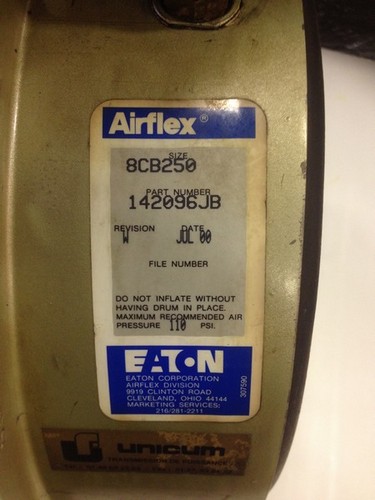 Airflex®
SIZE
8CB250
PART NUMBER
142096JB
REVISION DATE
W JUL 00
FILE NUMBER
DO NOT INFLATE WITHOUT
HAVING DRUM IN PLACE.
MAXIMUM RECOMMENDED AIR
PRESSURE 110 PSI.
EATON
EATON CORPORATION
AIRFLEX DIVISION
9919 CLINTON ROAD
CLEVELAND, OHIO 44144
MARKETING SERVICES:
216/281-2211
307590
unicum